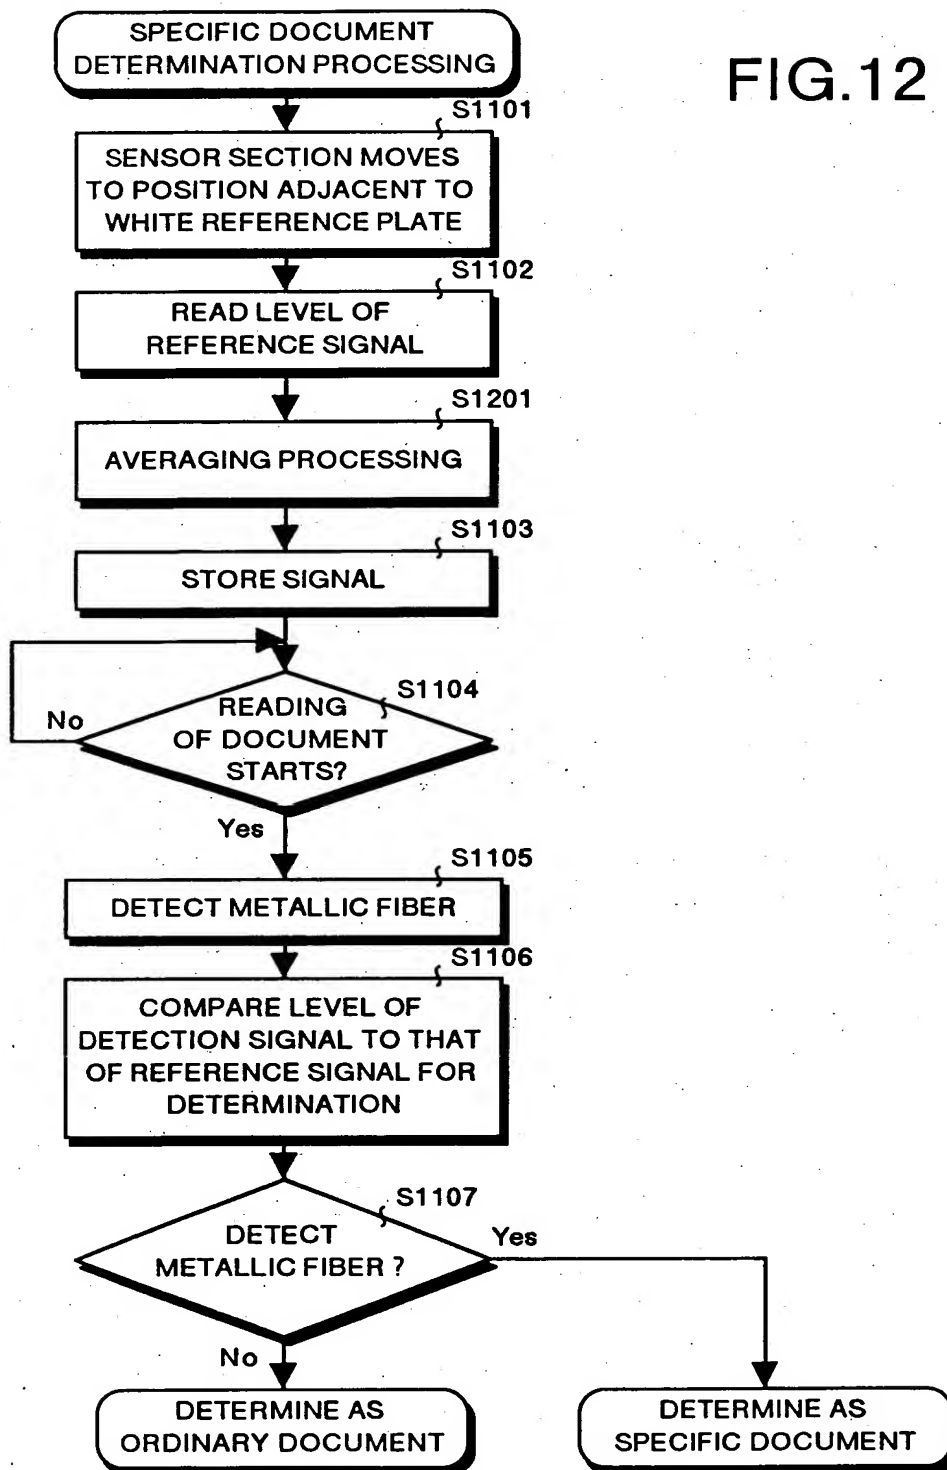 FIG.12
SPECIFIC DOCUMENT
DETERMINATION PROCESSING
S1101
SENSOR SECTION MOVES
TO POSITION ADJACENT TO
WHITE REFERENCE PLATE
S1102
READ LEVEL OF
REFERENCE SIGNAL
S1201
AVERAGING PROCESSING
S1103
STORE SIGNAL
S1104
READING
OF DOCUMENT
STARTS?
No
Yes
S1105
DETECT METALLIC FIBER
S1106
COMPARE LEVEL OF
DETECTION SIGNAL TO THAT
OF REFERENCE SIGNAL FOR
DETERMINATION
S1107
DETECT
METALLIC FIBER ?
Yes
No
DETERMINE AS
ORDINARY DOCUMENT
DETERMINE AS
SPECIFIC DOCUMENT